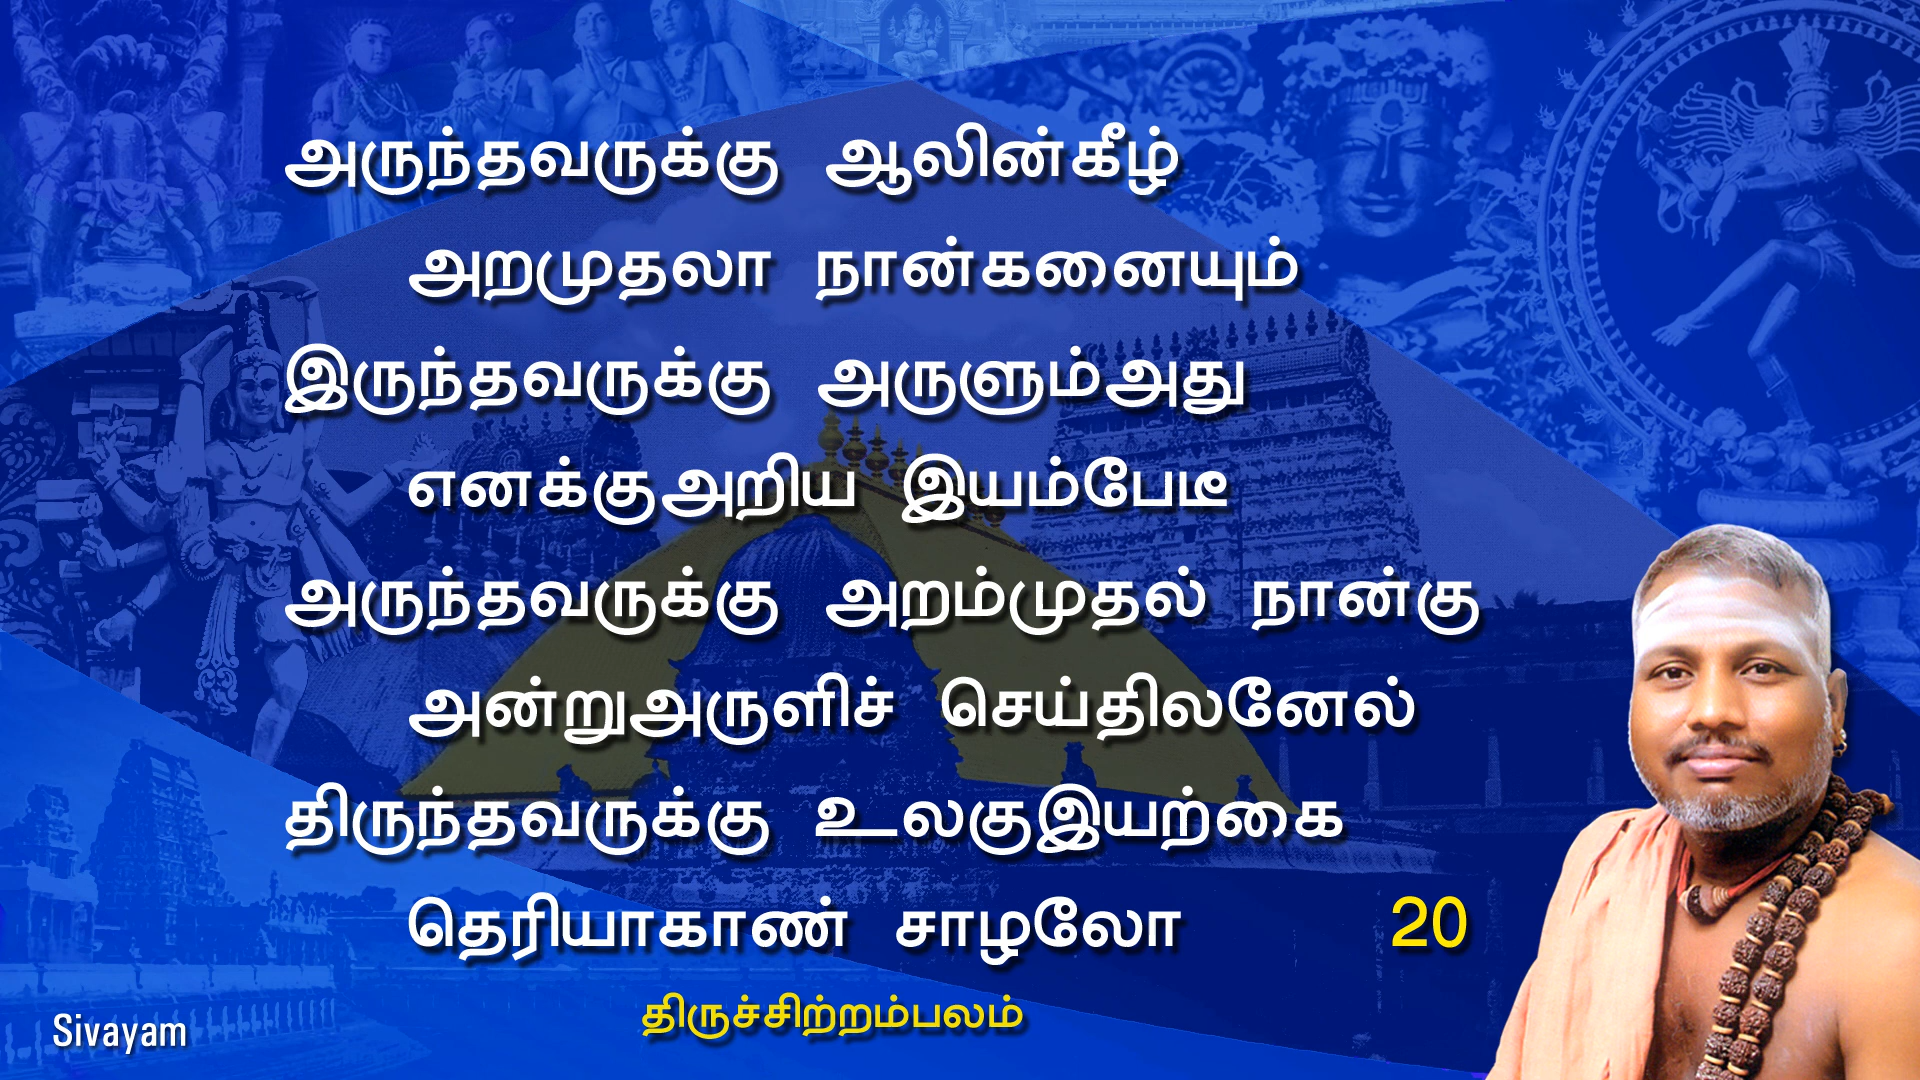 அருந்தவருக்கு ஆலின்கீழ்
அறமுதலா நான்கனையும்
இருந்தவருக்கு அருளும்அது
எனக்குஅறிய இயம்பேடீ
அருந்தவருக்கு அறம்முதல் நான்கு
அன்றுஅருளிச் செய்திலனேல்
திருந்தவருக்கு உலகுஇயற்கை
தெரியாகாண் சாழலோ 20
திருச்சிற்றம்பலம்
Sivayam